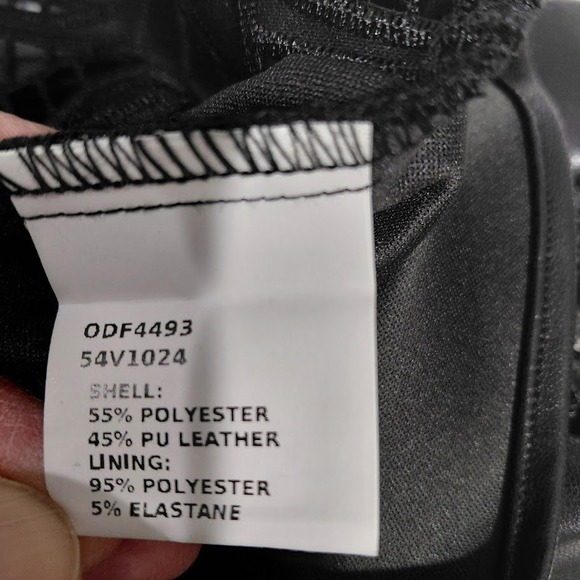 ODF4493
54V1024
SHELL:
55% POLYESTER
45% PU LEATHER
LINING:
95% POLYESTER
5% ELASTANE